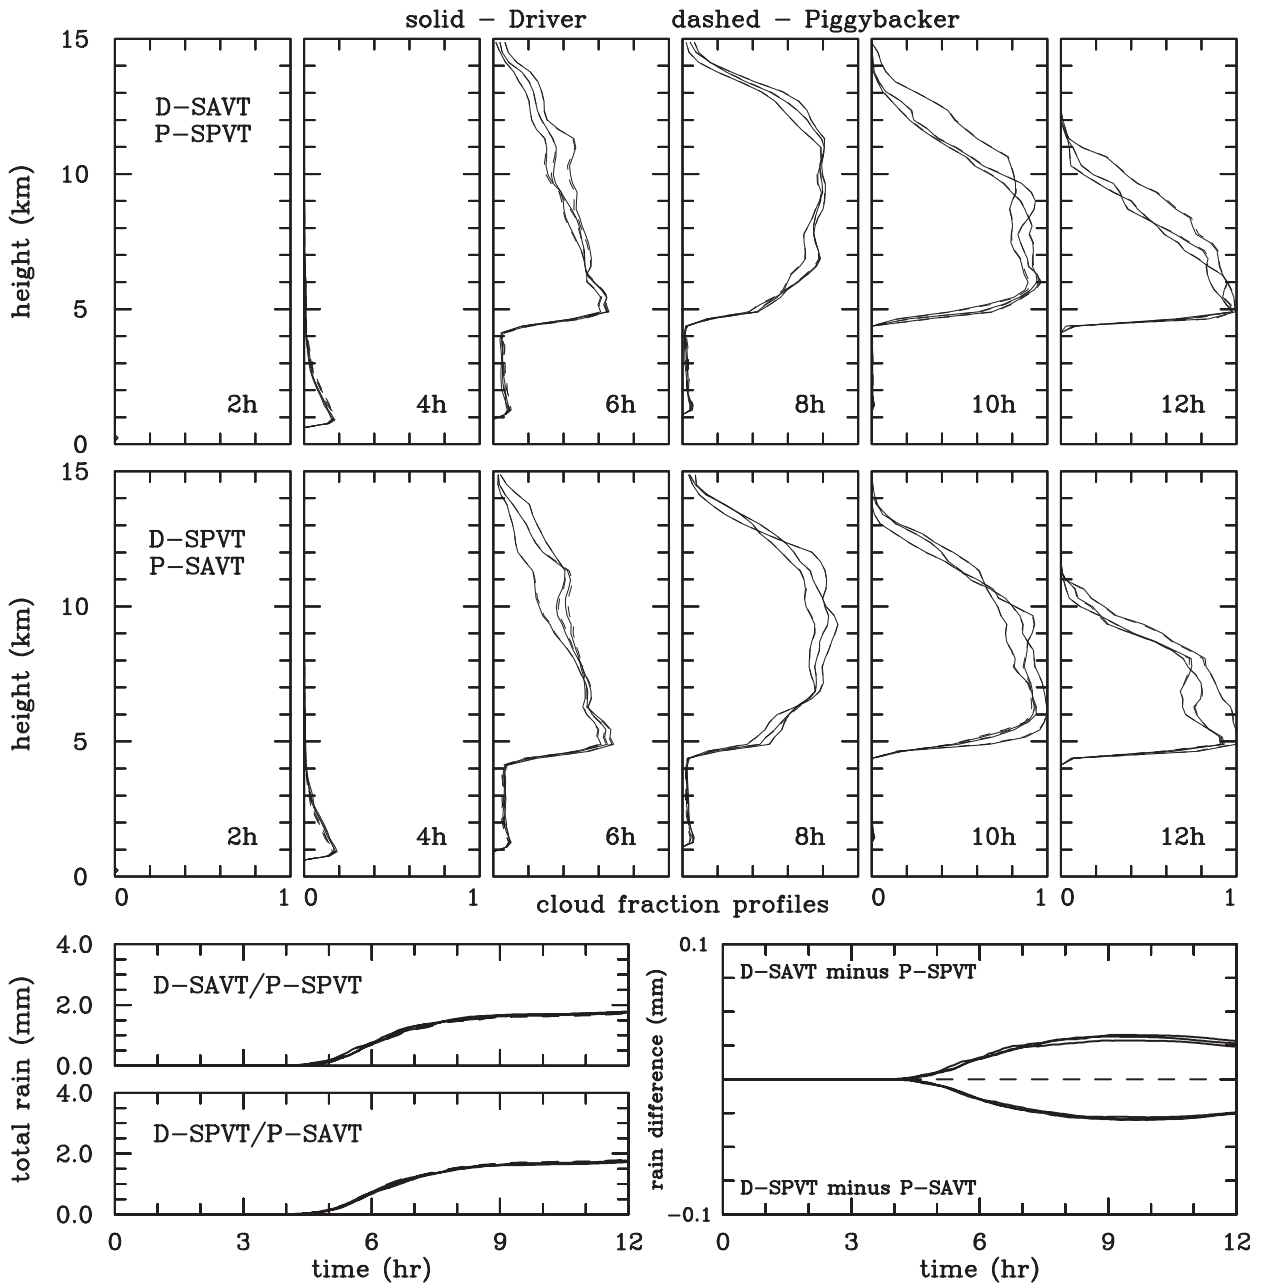 solid – Driver dashed – Piggybacker
15
D–SAVT
P–SPVT
10
height (km)
5
2h 4h 6h 8h 10h 12h
0
15
D–SPVT
P–SAVT
10
height (km)
5
2h 4h 6h 8h 10h 12h
0
0 1 0 1 0 1 0 1
cloud fraction profiles
4.0
D–SAVT/P–SPVT
2.0
0.0
4.0
D–SPVT/P–SAVT
2.0
0.0
total rain (mm)
0 3 6 9 12
time (hr)
0.1
D–SAVT minus P–SPVT
rain difference (mm)
D–SPVT minus P–SAVT
–0.1
0 3 6 9 12
time (hr)